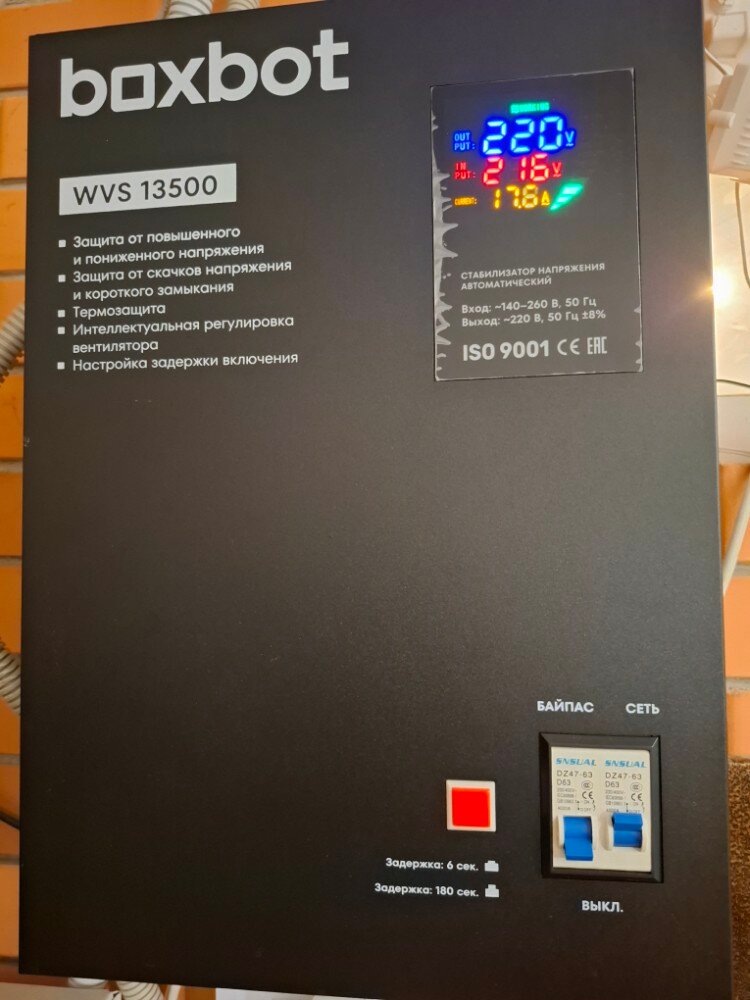 boxbot
WVS 13500
Защита от повышенного
и пониженного напряжения
Защита от скачков напряжения
и короткого замыкания
Термозащита
Интеллектуальная регулировка
вентилятора
Настройка задержки включения
OUT
PUT: 220 V
IN
PUT: 216 V
CURRENT: 17.8 A
СТАБИЛИЗАТОР НАПРЯЖЕНИЯ
АВТОМАТИЧЕСКИЙ
Вход: ~140–260 В, 50 Гц
Выход: ~220 В, 50 Гц ±8%
ISO 9001 CE EAC
БАЙПАС СЕТЬ
SNSUAL SNSUAL
DZ47-63 DZ47-63
D63 D63
Задержка: 6 сек.
Задержка: 180 сек.
ВЫКЛ.